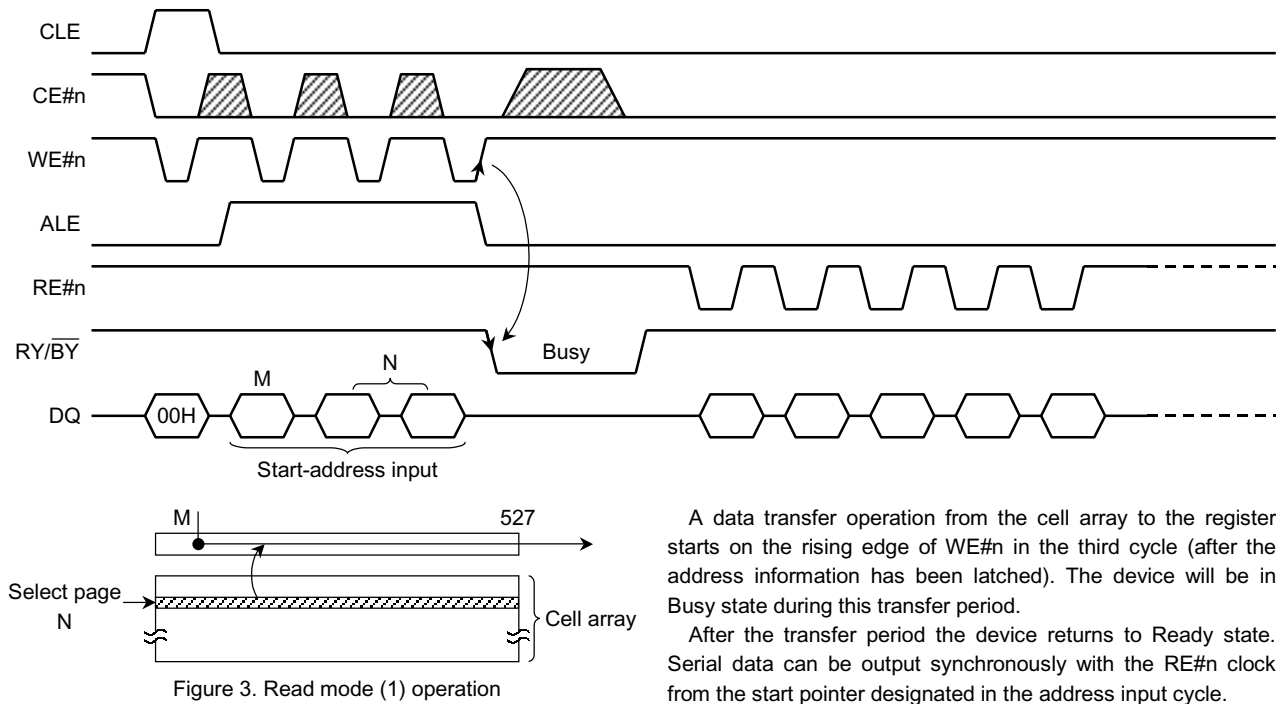 CLE
CE#n
WE#n
ALE
RE#n
RY/BY
Busy
M
N
DQ
00H
Start-address input
M
527
Select page
N
Cell array
Figure 3. Read mode (1) operation
A data transfer operation from the cell array to the register
starts on the rising edge of WE#n in the third cycle (after the
address information has been latched). The device will be in
Busy state during this transfer period.
After the transfer period the device returns to Ready state.
Serial data can be output synchronously with the RE#n clock
from the start pointer designated in the address input cycle.